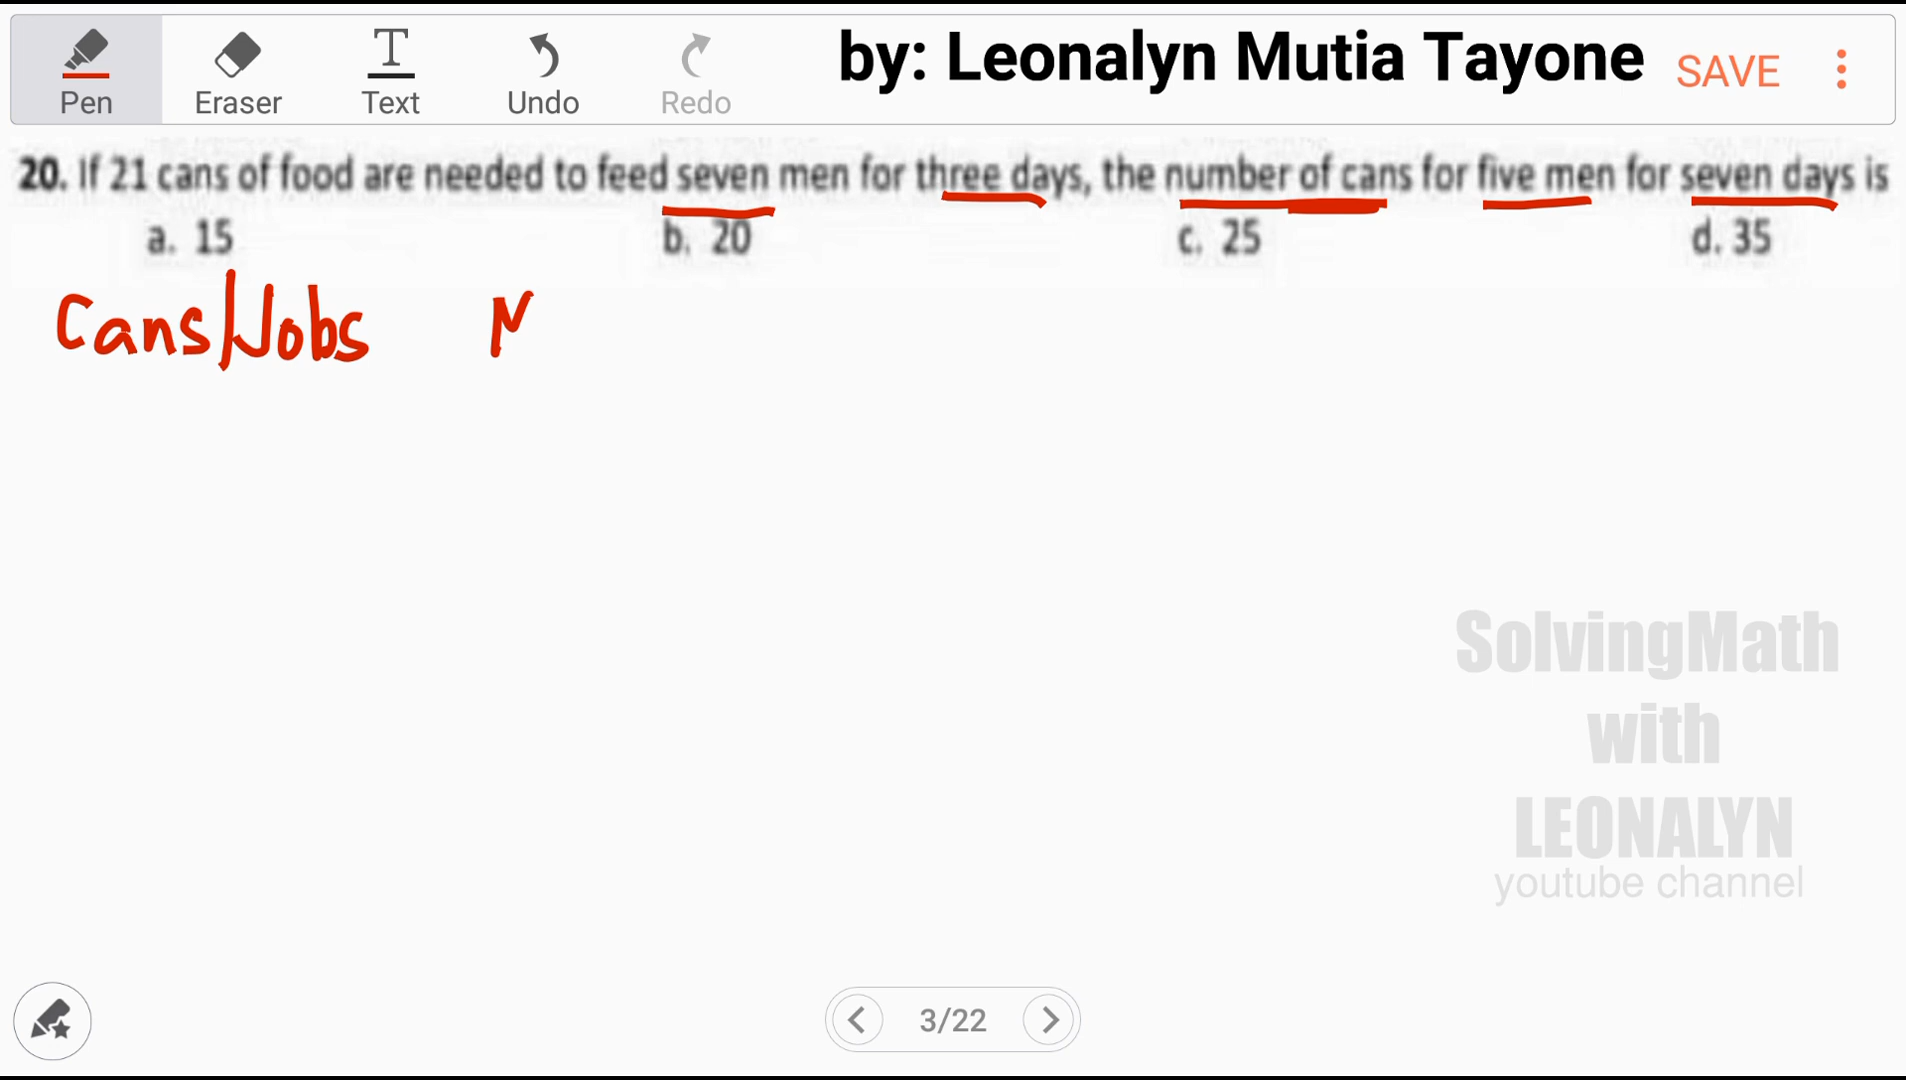 by: Leonalyn Mutia Tayone
SAVE
Pen Eraser Text Undo Redo
20. If 21 cans of food are needed to feed seven men for three days, the number of cans for five men for seven days is
a. 15 b. 20 c. 25 d. 35
Cans/Jobs M
SolvingMath
with
LEONALYN
youtube channel
3/22